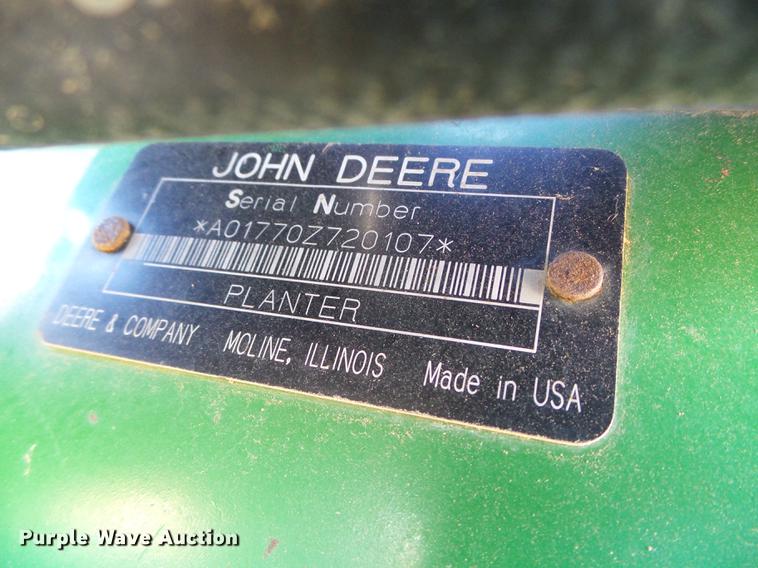 JOHN DEERE
Serial Number
*A01770Z720107*
PLANTER
DEERE & COMPANY MOLINE, ILLINOIS Made in USA
Purple Wave Auction